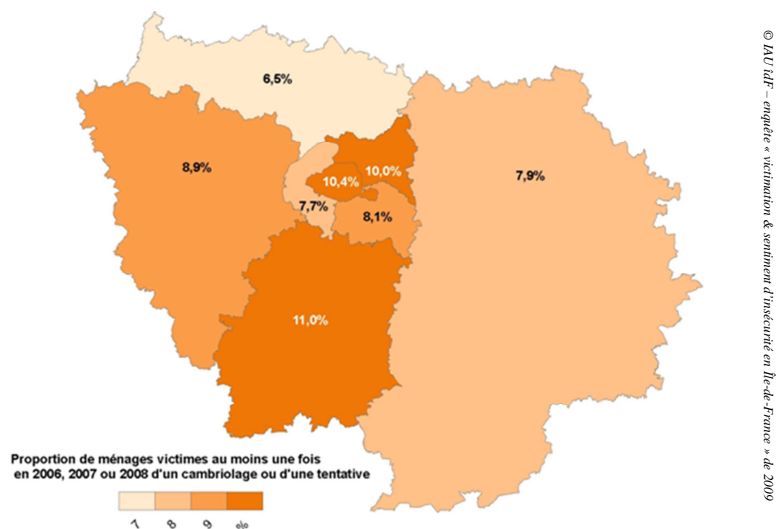 6,5%
8,9%
10,0%
10,4%
7,9%
7,7%
8,1%
11,0%
Proportion de ménages victimes au moins une fois
en 2006, 2007 ou 2008 d'un cambriolage ou d'une tentative
7 8 9 %
© IAU îdF – enquête « victimation & sentiment d'insécurité en Île-de-France » de 2009